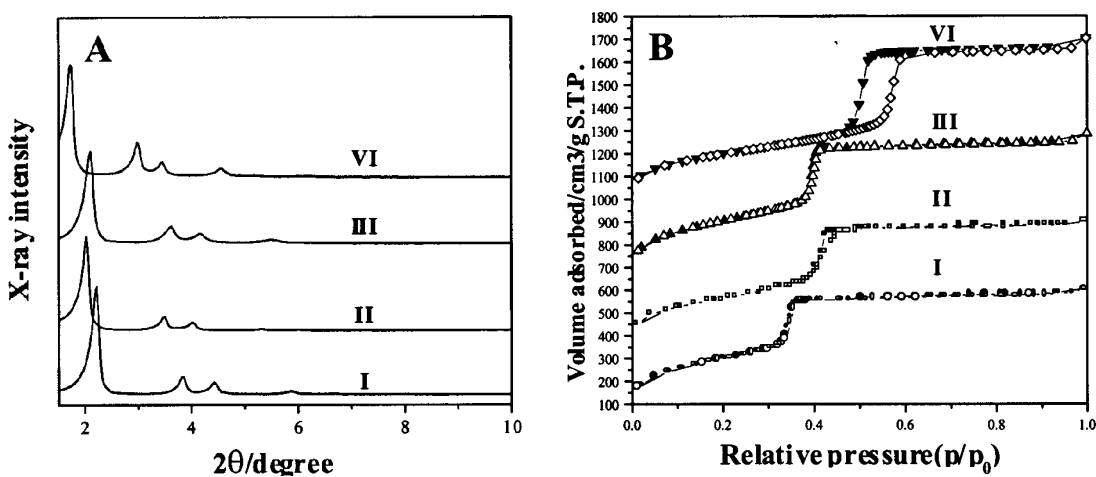 A
X-ray intensity
VI
III
II
I
2 4 6 8 10
2θ/degree
B
Volume adsorbed/cm3/g S.T.P.
1800
1700
1600
1500
1400
1300
1200
1100
1000
900
800
700
600
500
400
300
200
100
VI
III
II
I
0.0 0.2 0.4 0.6 0.8 1.0
Relative pressure(p/p₀)